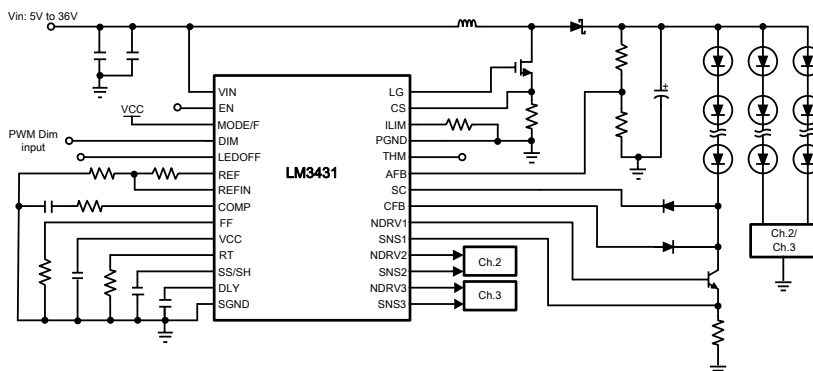 Vin: 5V to 36V
VIN
EN
VCC
MODE/F
PWM Dim
input
DIM
LEDOFF
REF
REFIN
COMP
FF
VCC
RT
SS/SH
DLY
SGND
LM3431
LG
CS
ILIM
PGND
THM
AFB
SC
CFB
NDRV1
SNS1
NDRV2
SNS2
NDRV3
SNS3
+
Ch.2
Ch.3
Ch.2/
Ch.3